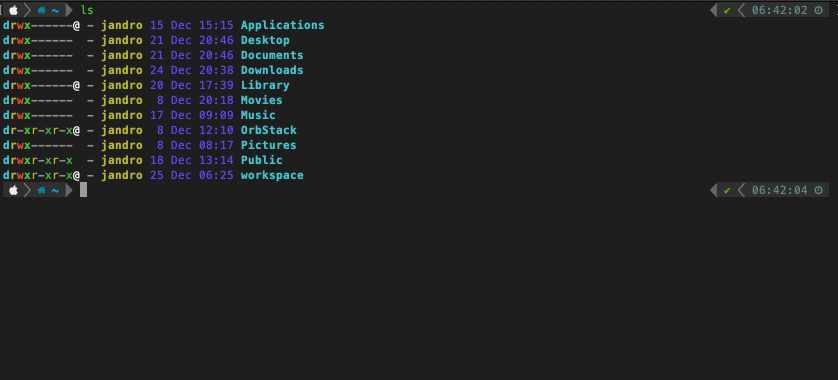 ~ ls ✔ 06:42:02
drwx------@ - jandro 15 Dec 15:15 Applications
drwx------ - jandro 21 Dec 20:46 Desktop
drwx------ - jandro 21 Dec 20:46 Documents
drwx------ - jandro 24 Dec 20:38 Downloads
drwx------@ - jandro 20 Dec 17:39 Library
drwx------ - jandro 8 Dec 20:18 Movies
drwx------ - jandro 17 Dec 09:09 Music
dr-xr-xr-x@ - jandro 8 Dec 12:10 OrbStack
drwx------ - jandro 8 Dec 08:17 Pictures
drwxr-xr-x - jandro 18 Dec 13:14 Public
drwxr-xr-x@ - jandro 25 Dec 06:25 workspace
~ ✔ 06:42:04